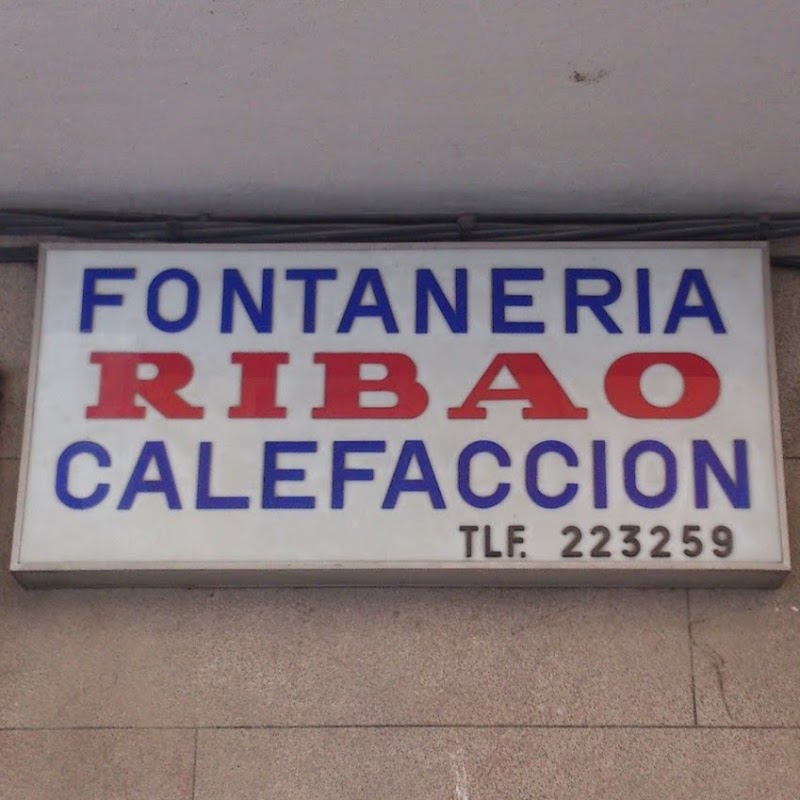 FONTANERIA
RIBAO
CALEFACCION
TLF. 223259